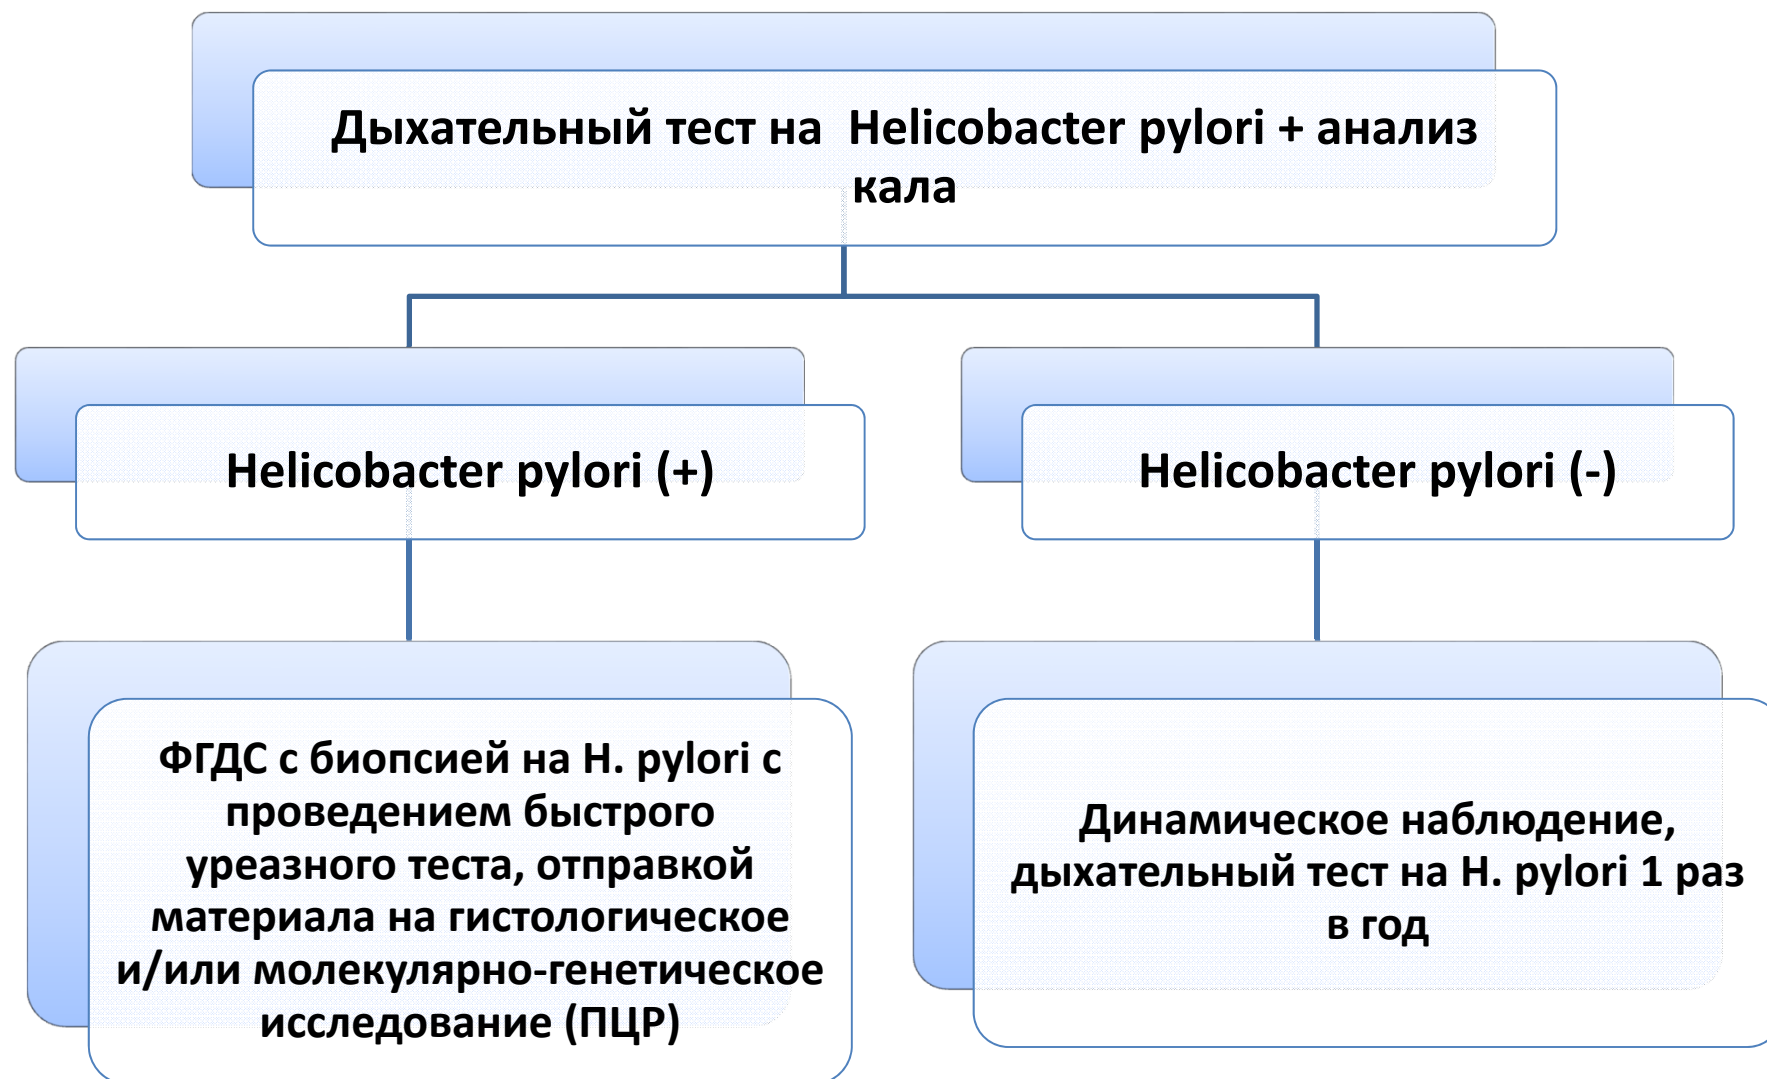 Дыхательный тест на Helicobacter pylori + анализ
кала
Helicobacter pylori (+)
Helicobacter pylori (-)
ФГДС с биопсией на H. pylori с
проведением быстрого
уреазного теста, отправкой
материала на гистологическое
и/или молекулярно-генетическое
исследование (ПЦР)
Динамическое наблюдение,
дыхательный тест на H. pylori 1 раз
в год